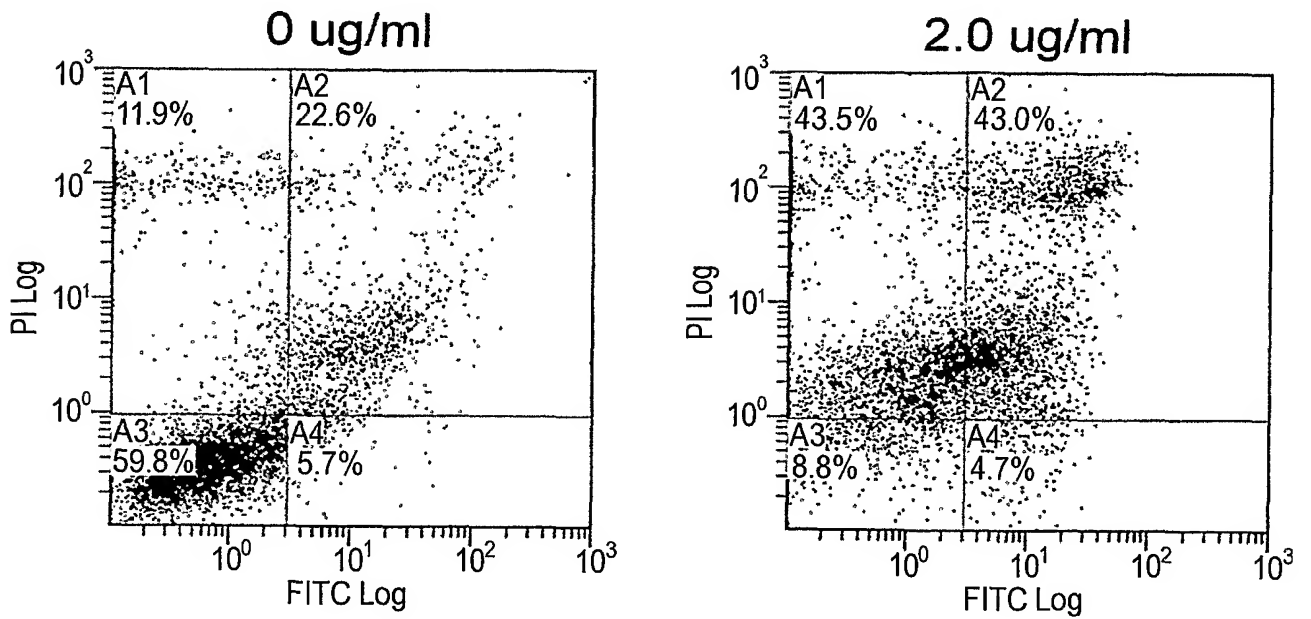 0 ug/ml
10³
10²
10¹
10⁰
PI Log
A1
11.9%
A2
22.6%
A3
59.8%
A4
5.7%
10⁰ 10¹ 10² 10³
FITC Log
2.0 ug/ml
10³
10²
10¹
10⁰
PI Log
A1
43.5%
A2
43.0%
A3
8.8%
A4
4.7%
10⁰ 10¹ 10² 10³
FITC Log